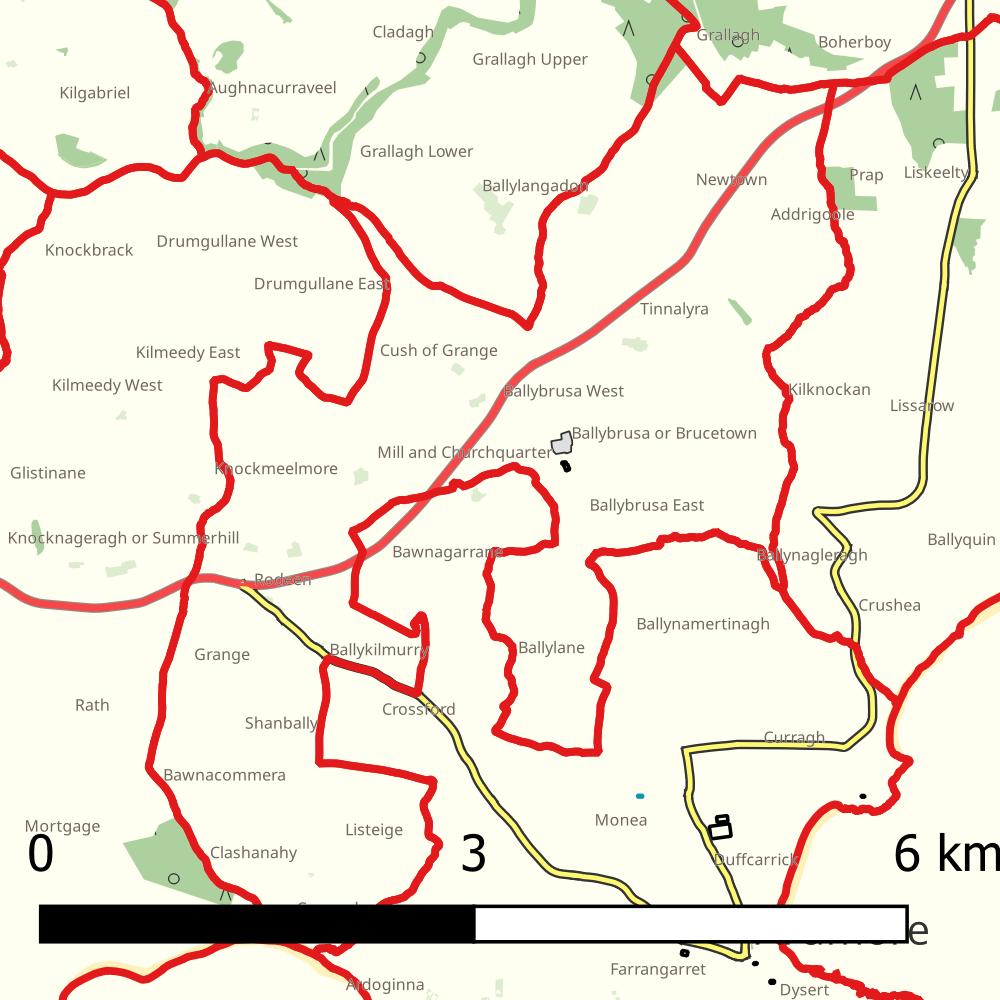 Cladagh
Grallagh
Boherboy
Grallagh Upper
Aughnacurraveel
Kilgabriel
Grallagh Lower
Prap
Liskeelty
Newtown
Ballylangadon
Addrigoole
Drumgullane West
Knockbrack
Drumgullane East
Tinnalyra
Cush of Grange
Kilmeedy East
Kilmeedy West
Ballybrusa West
Kilknockan
Lissarow
Ballybrusa or Brucetown
Mill and Churchquarter
Knockmeelmore
Glistinane
Ballybrusa East
Knocknageragh or Summerhill
Ballyquin
Bawnagarrane
Ballynagleragh
Rodeen
Crushea
Ballynamertinagh
Ballykilmurry
Ballylane
Grange
Rath
Crossford
Shanbally
Curragh
Bawnacommera
Monea
Mortgage
Listeige
Clashanahy
Duffcarrick
0 3 6 km
Farrangarret
Ardoginna
Dysert